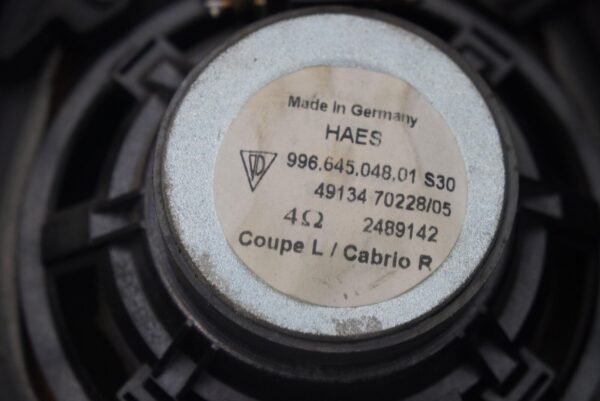 Made In Germany
HAES
996.645.048.01 S30
49134 70228/05
4Ω 2489142
Coupe L / Cabrio R